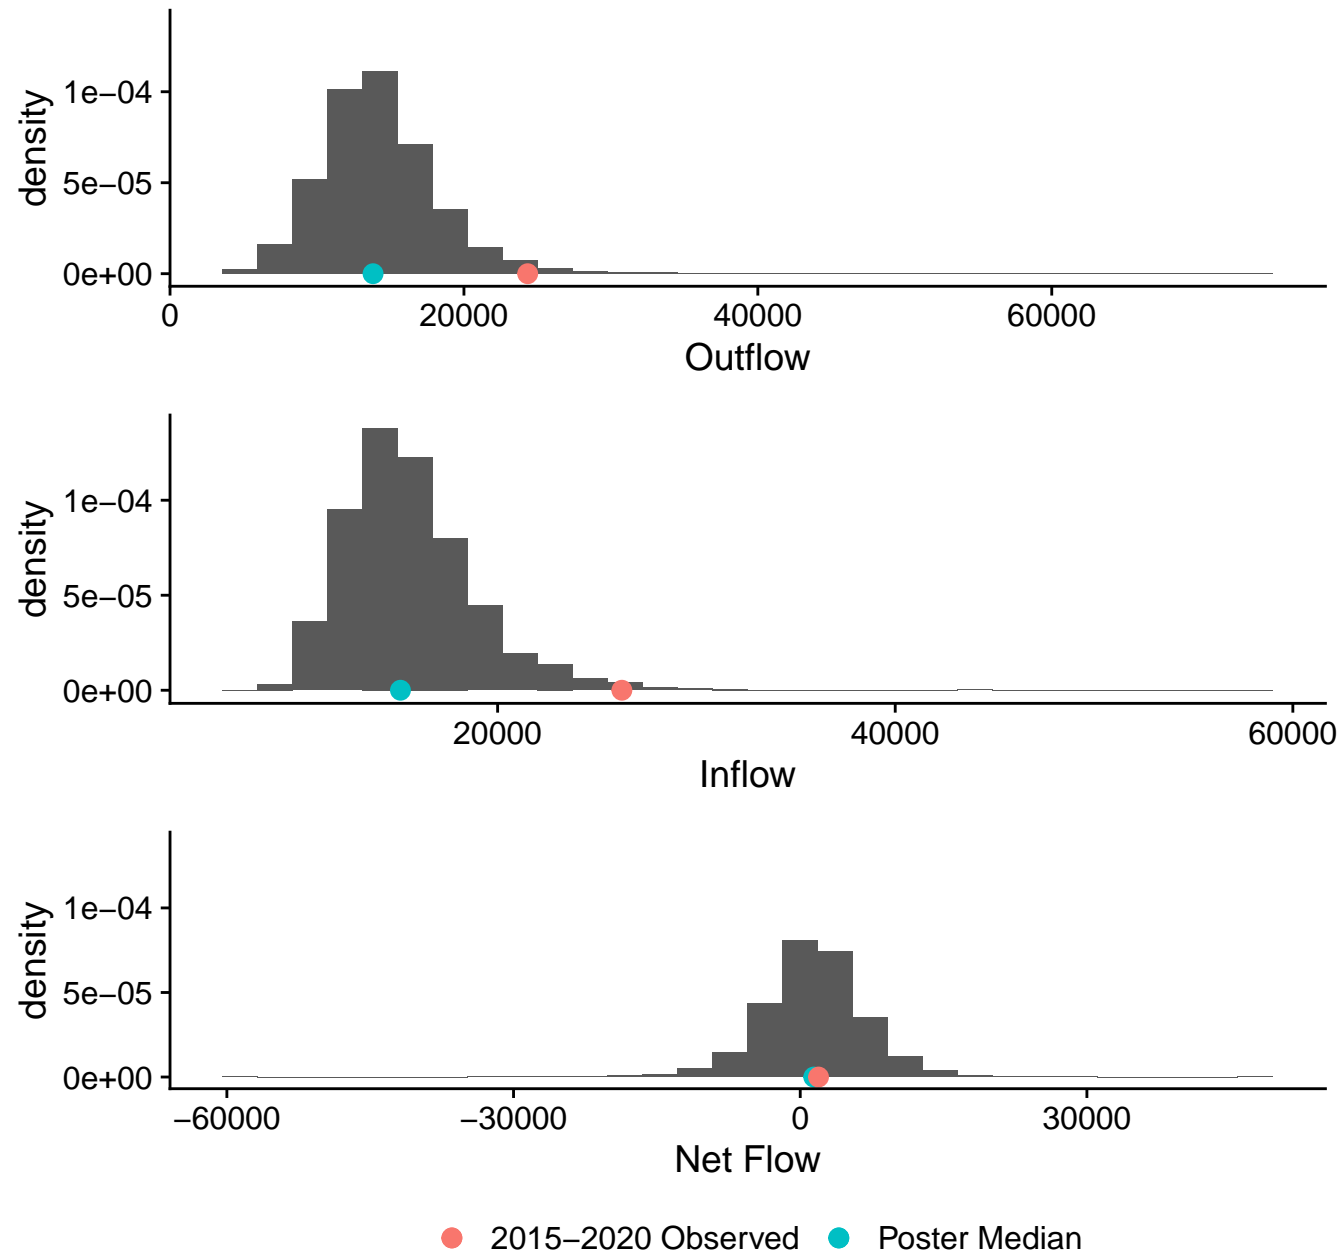 density
1e−04
5e−05
0e+00
0 20000 40000 60000
Outflow
density
1e−04
5e−05
0e+00
20000 40000 60000
Inflow
density
1e−04
5e−05
0e+00
−60000 −30000 0 30000
Net Flow
2015−2020 Observed Poster Median